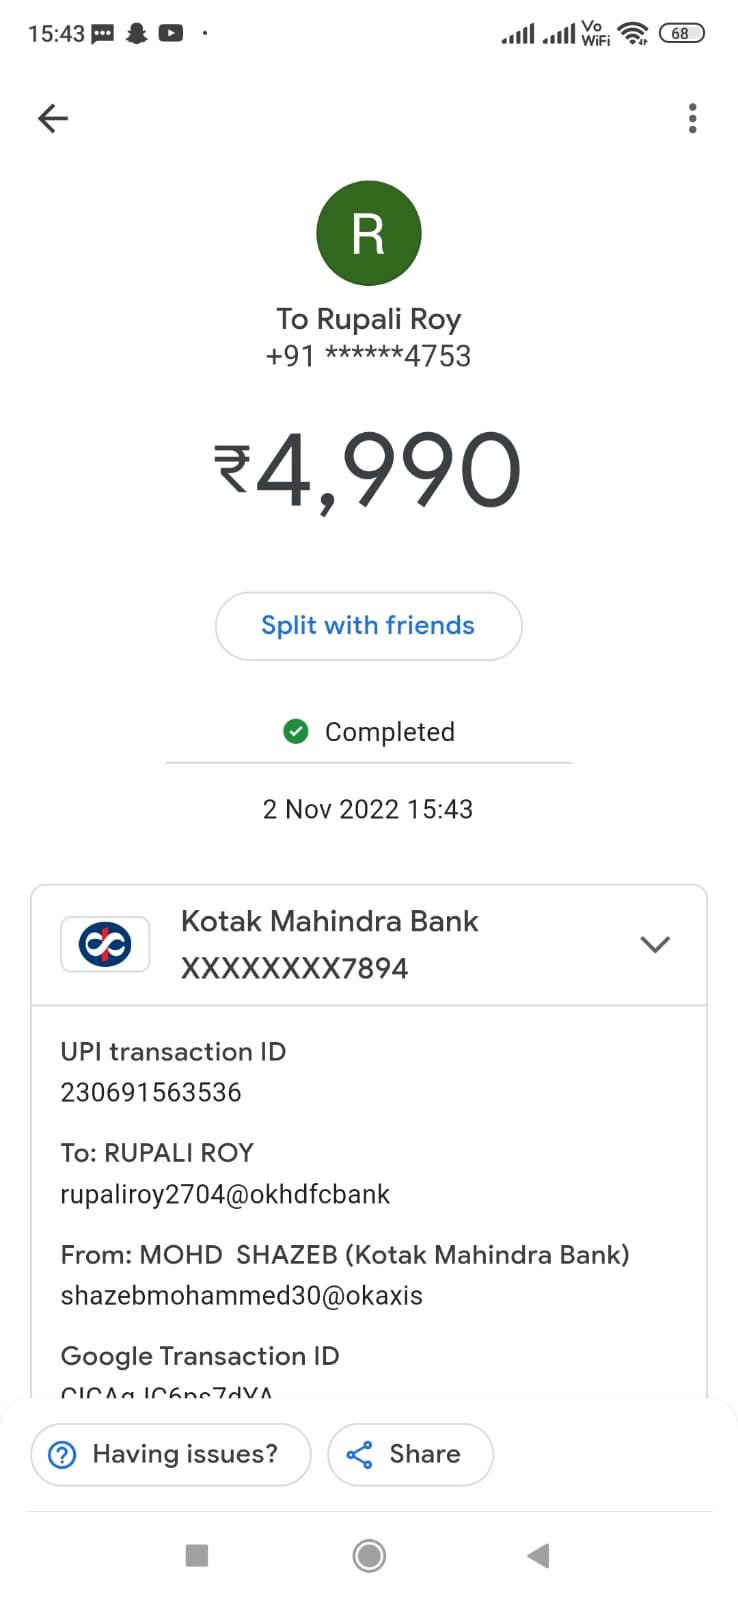 15:43
Vo
WiFi
68
R
To Rupali Roy
+91 ******4753
₹4,990
Split with friends
Completed
2 Nov 2022 15:43
Kotak Mahindra Bank
XXXXXXXX7894
UPI transaction ID
230691563536
To: RUPALI ROY
rupaliroy2704@okhdfcbank
From: MOHD SHAZEB (Kotak Mahindra Bank)
shazebmohammed30@okaxis
Google Transaction ID
Having issues?
Share